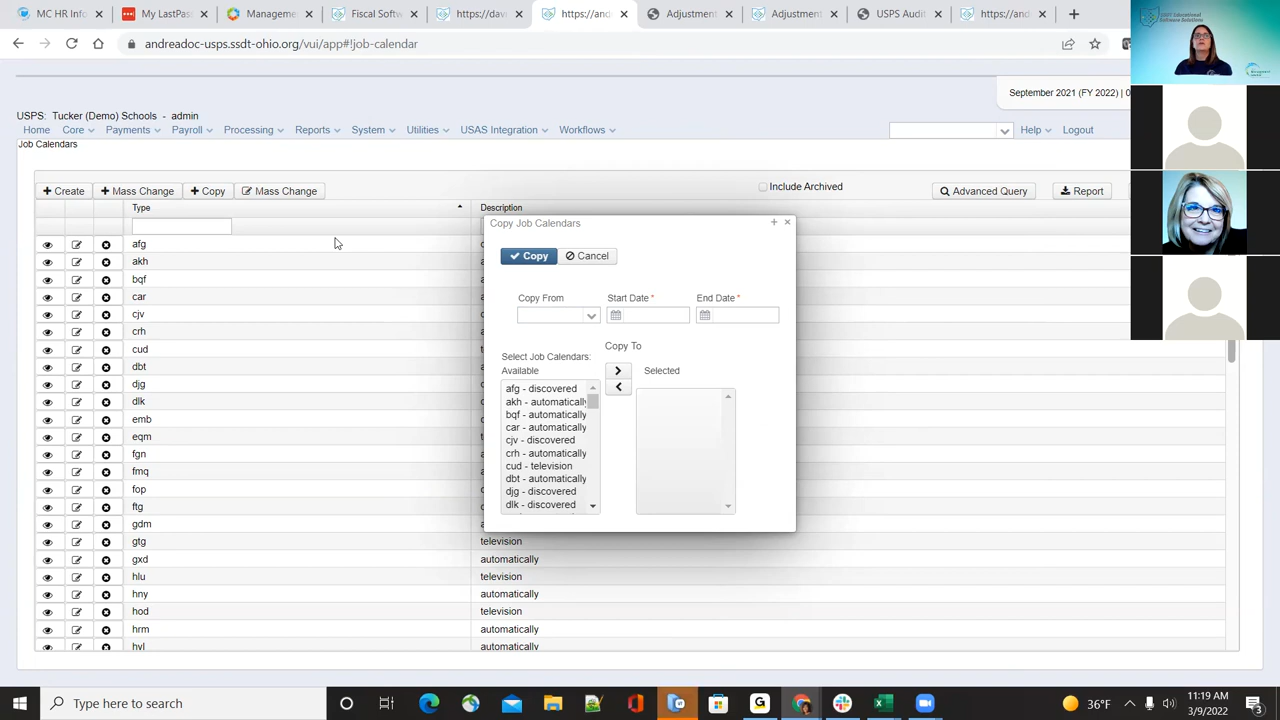 MC HR Info
My LastPass
Manageme
Fiscal Softw
https://dav
https://and
Adjustment
Adjustment
https://and
andreadoc-usps.ssdt-ohio.org/vui/app#!job-calendar
September 2021 (FY 2022) | 0
USPS: Tucker (Demo) Schools - admin
Home Core Payments Payroll Processing Reports System Utilities USAS Integration Workflows Help Logout
Job Calendars
Create Mass Change Copy Mass Change Include Archived Advanced Query Report
Type Description
afg
akh
bqf
car
cjv
crh
cud
dbt
djg
dlk
emb
eqm
fgn
fmq
fop
ftg
gdm
gtg television
gxd automatically
hlu television
hny automatically
hod television
hrm automatically
hyl automatically
Copy Job Calendars
Copy Cancel
Copy From Start Date * End Date *
Copy To
Select Job Calendars:
Available Selected
afg - discovered
akh - automatically
bqf - automatically
car - automatically
cjv - discovered
crh - automatically
cud - television
dbt - automatically
djg - discovered
dlk - discovered
Type here to search
36°F
11:19 AM
3/9/2022
3